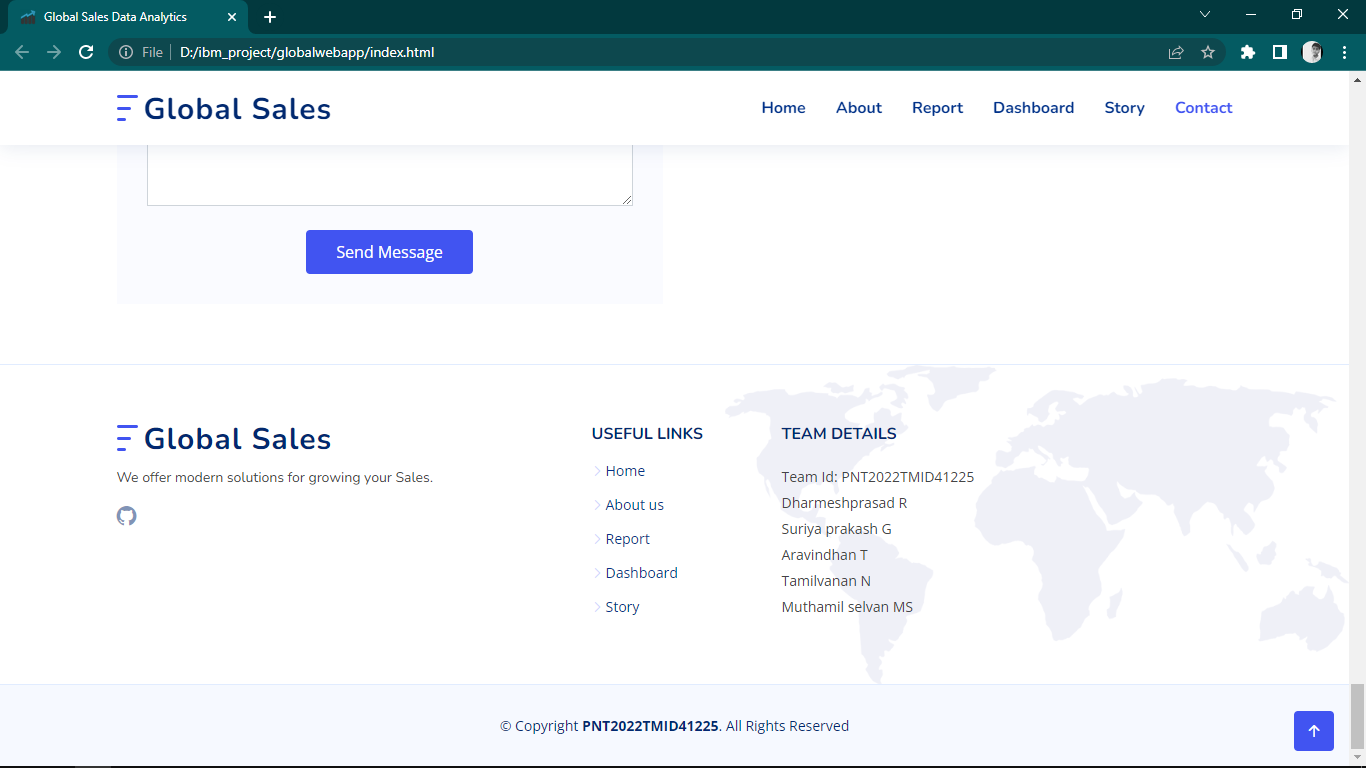 Global Sales Data Analytics
File D:/ibm_project/globalwebapp/index.html
Global Sales
Home About Report Dashboard Story Contact
Send Message
Global Sales
We offer modern solutions for growing your Sales.
USEFUL LINKS
Home
About us
Report
Dashboard
Story
TEAM DETAILS
Team Id: PNT2022TMID41225
Dharmeshprasad R
Suriya prakash G
Aravindhan T
Tamilvanan N
Muthamil selvan MS
© Copyright PNT2022TMID41225. All Rights Reserved